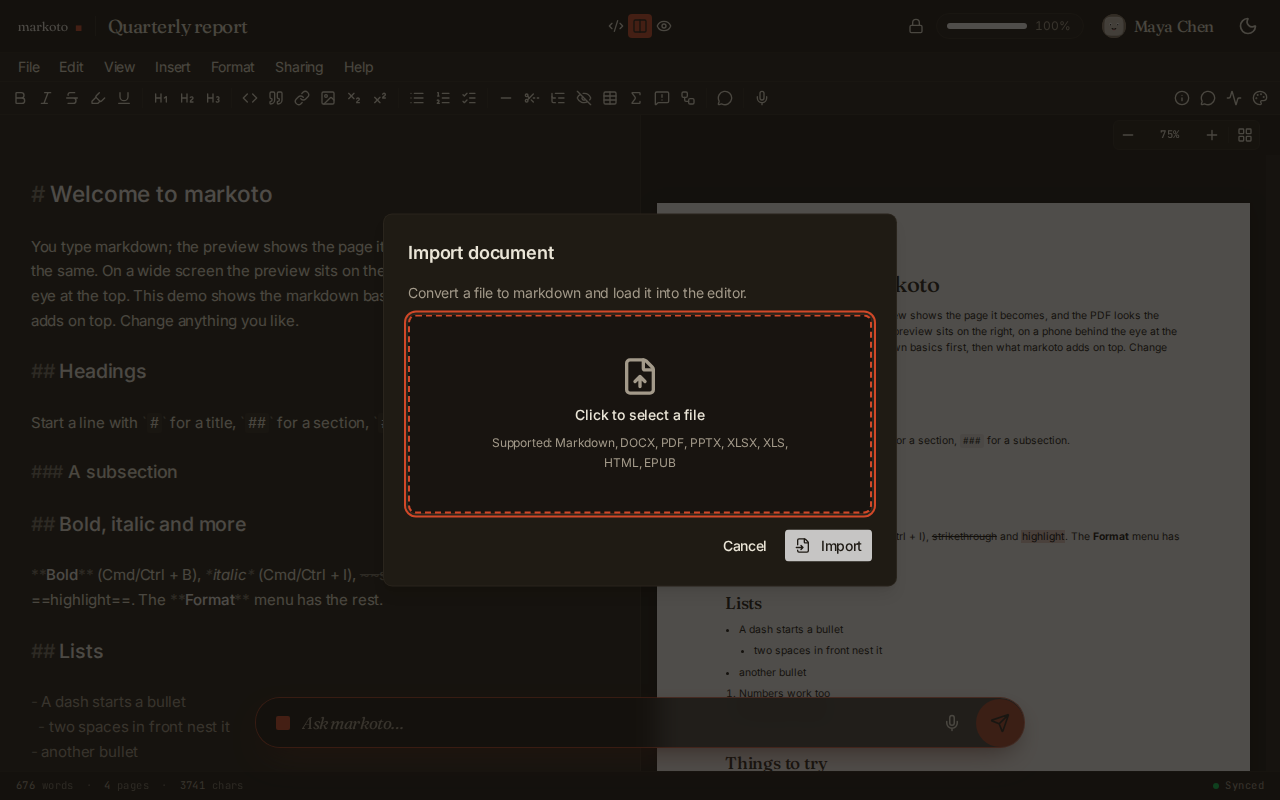 markoto
Quarterly report
100%
Maya Chen
File Edit View Insert Format Sharing Help
H1 H2 H3
75%
# Welcome to markoto
You type markdown; the preview shows the page i
the same. On a wide screen the preview sits on the
eye at the top. This demo shows the markdown bas
adds on top. Change anything you like.
## Headings
Start a line with `#` for a title, `##` for a section, `
### A subsection
## Bold, italic and more
**Bold** (Cmd/Ctrl + B), *italic* (Cmd/Ctrl + I), ~~s
==highlight==. The **Format** menu has the rest.
## Lists
- A dash starts a bullet
- two spaces in front nest it
- another bullet
Import document
Convert a file to markdown and load it into the editor.
Click to select a file
Supported: Markdown, DOCX, PDF, PPTX, XLSX, XLS,
HTML, EPUB
Cancel
Import
koto
w shows the page it becomes, and the PDF looks the
preview sits on the right, on a phone behind the eye at the
wn basics first, then what markoto adds on top. Change
or a section, ### for a subsection.
trl + I), strikethrough and highlight. The Format menu has
Lists
• A dash starts a bullet
• two spaces in front nest it
• another bullet
1. Numbers work too
Things to try
Ask markoto...
676 words · 4 pages · 3741 chars
Synced